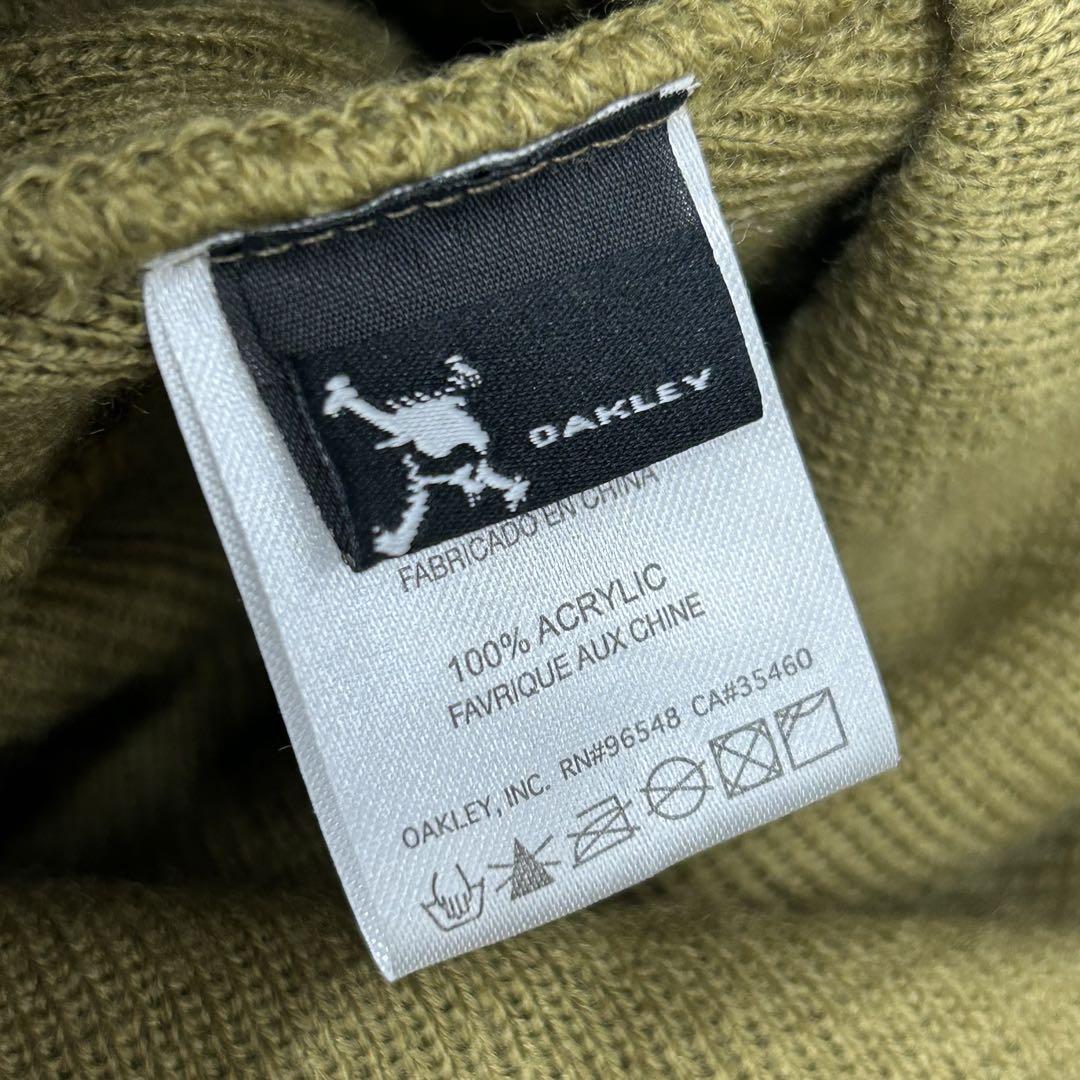 OAKLEY
FABRICADO EN CHINA
100% ACRYLIC
FAVRIQUE AUX CHINE
OAKLEY, INC. RN#96548 CA#35460